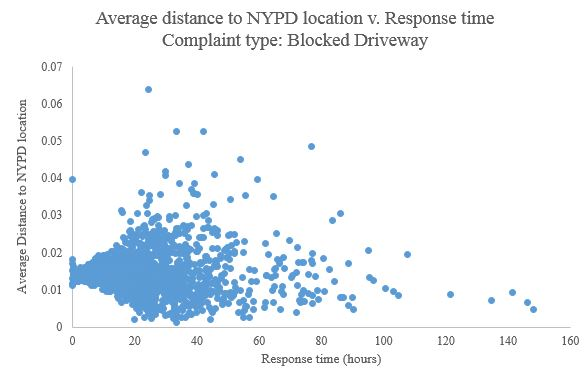 Average distance to NYPD location v. Response time
Complaint type: Blocked Driveway
0.07
0.06
0.05
0.04
0.03
0.02
0.01
0
Average Distance to NYPD location
0 20 40 60 80 100 120 140 160
Response time (hours)